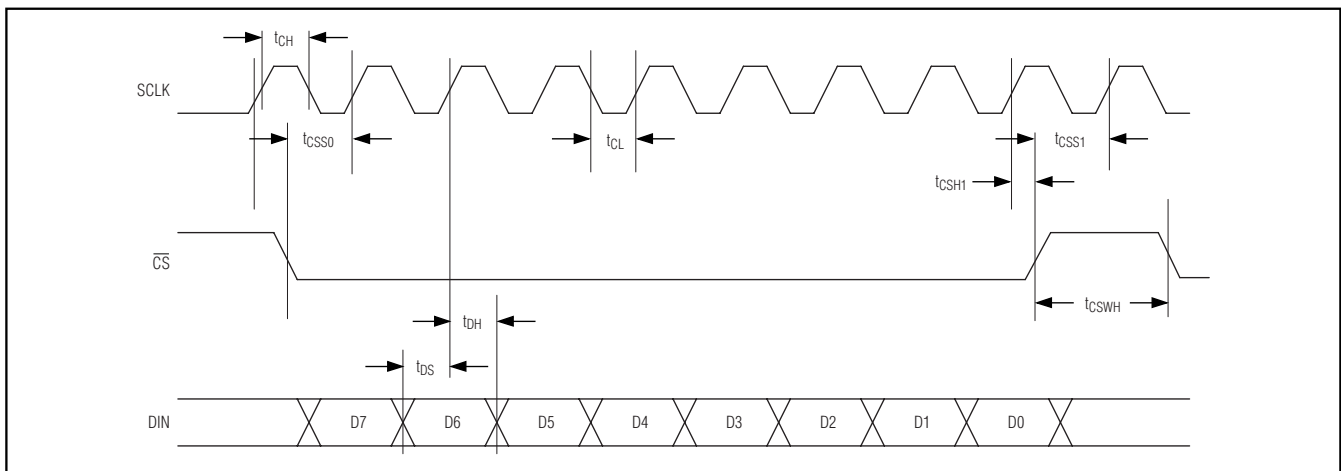 tCH
SCLK
tCSS0
tCL
tCSS1
tCSH1
CS
tCSWH
tDH
tDS
DIN D7 D6 D5 D4 D3 D2 D1 D0